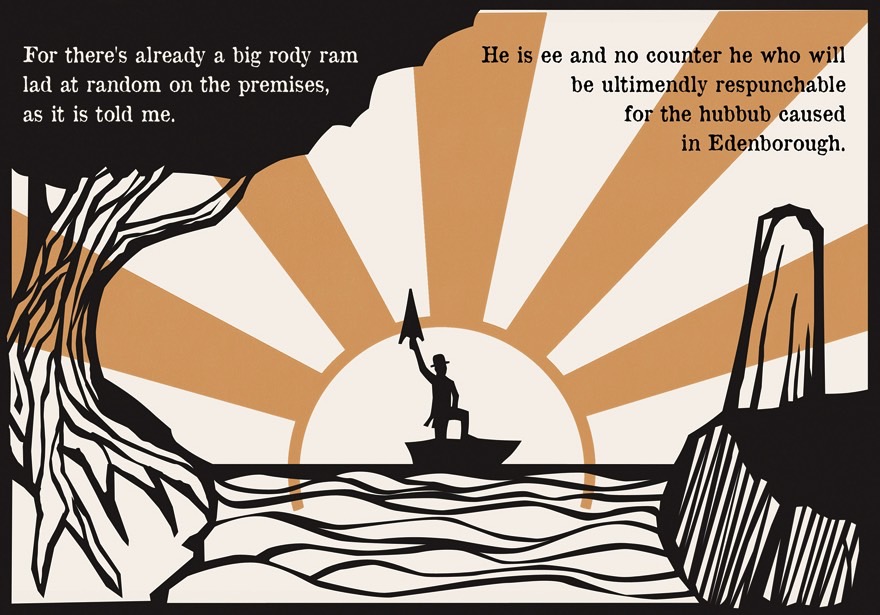 For there's already a big rody ram
lad at random on the premises,
as it is told me.
He is ee and no counter he who will
be ultimendly respunchable
for the hubbub caused
in Edenborough.